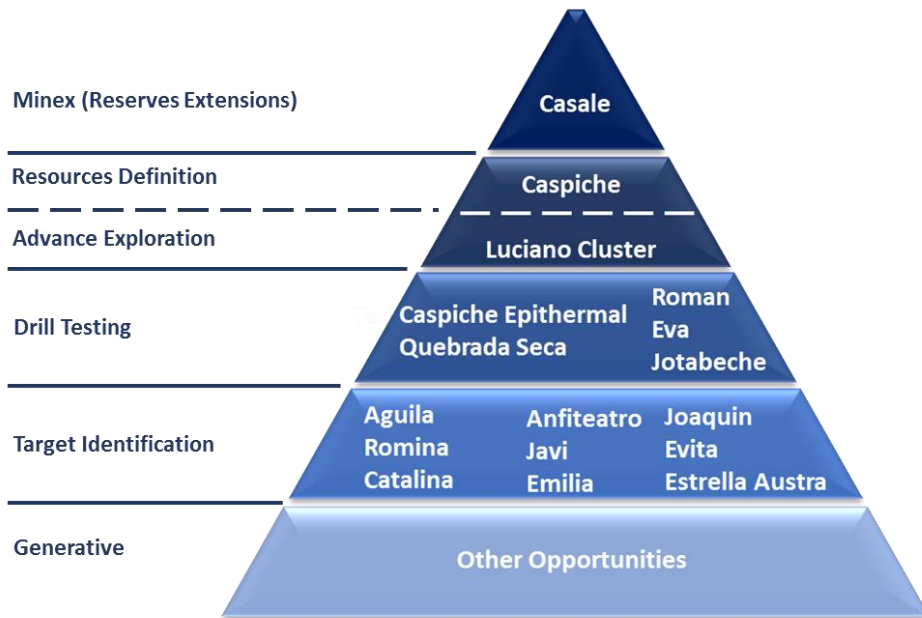 Minex (Reserves Extensions)
Casale
Resources Definition
Caspiche
Advance Exploration
Luciano Cluster
Drill Testing
Caspiche Epithermal
Quebrada Seca
Roman
Eva
Jotabeche
Target Identification
Aguila
Romina
Catalina
Anfiteatro
Javi
Emilia
Joaquin
Evita
Estrella Austra
Generative
Other Opportunities